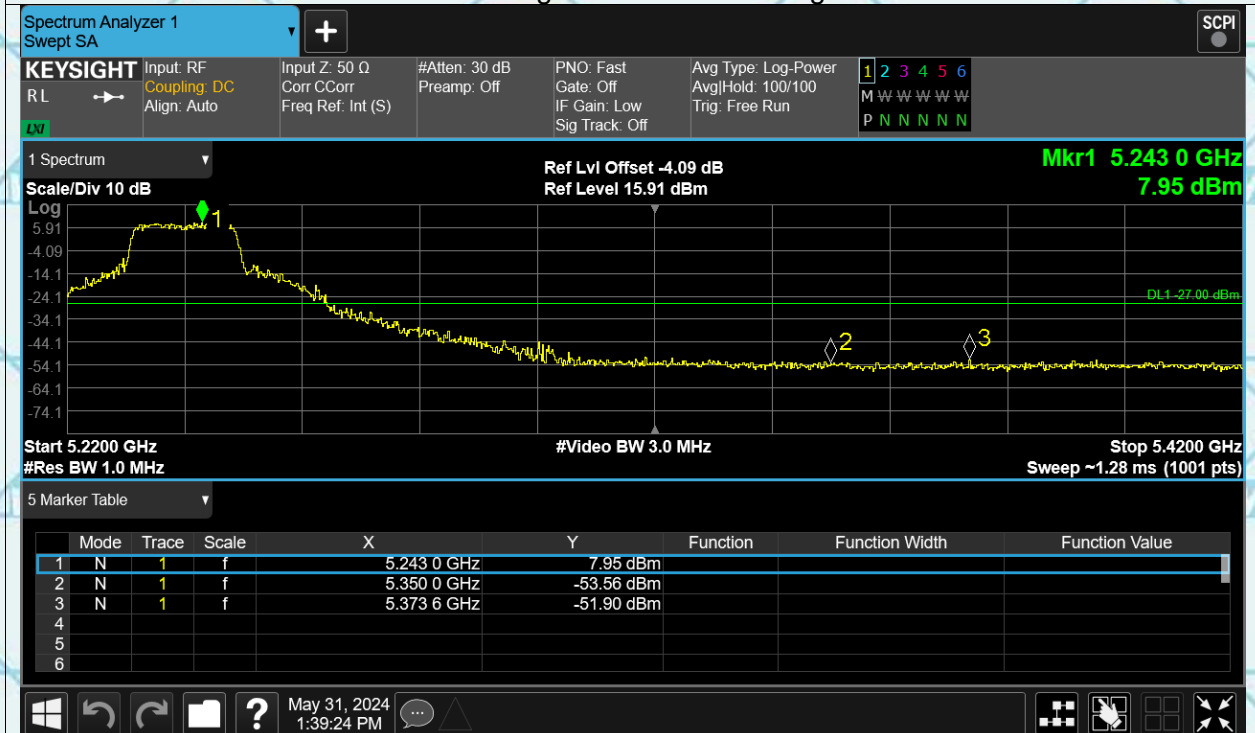 Spectrum Analyzer 1
Swept SA
+
SCPI
KEYSIGHT
RL
LXI
Input: RF
Coupling: DC
Align: Auto
Input Z: 50 Ω
Corr CCorr
Freq Ref: Int (S)
#Atten: 30 dB
Preamp: Off
PNO: Fast
Gate: Off
IF Gain: Low
Sig Track: Off
Avg Type: Log-Power
Avg|Hold: 100/100
Trig: Free Run
1 2 3 4 5 6
M W W W W W
P N N N N N
1 Spectrum
Scale/Div 10 dB
Ref Lvl Offset -4.09 dB
Ref Level 15.91 dBm
Mkr1 5.243 0 GHz
7.95 dBm
Log
5.91
-4.09
-14.1
-24.1
-34.1
-44.1
-54.1
-64.1
-74.1
1
2
3
DL1 -27.00 dBm
Start 5.2200 GHz
#Video BW 3.0 MHz
Stop 5.4200 GHz
#Res BW 1.0 MHz
Sweep ~1.28 ms (1001 pts)
5 Marker Table
Mode Trace Scale X Y Function Function Width Function Value
1 N 1 f 5.243 0 GHz 7.95 dBm
2 N 1 f 5.350 0 GHz -53.56 dBm
3 N 1 f 5.373 6 GHz -51.90 dBm
4
5
6
?
May 31, 2024
1:39:24 PM